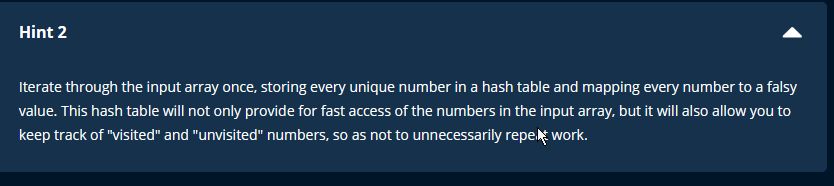 Hint 2
Iterate through the input array once, storing every unique number in a hash table and mapping every number to a falsy
value. This hash table will not only provide for fast access of the numbers in the input array, but it will also allow you to
keep track of "visited" and "unvisited" numbers, so as not to unnecessarily repeat work.